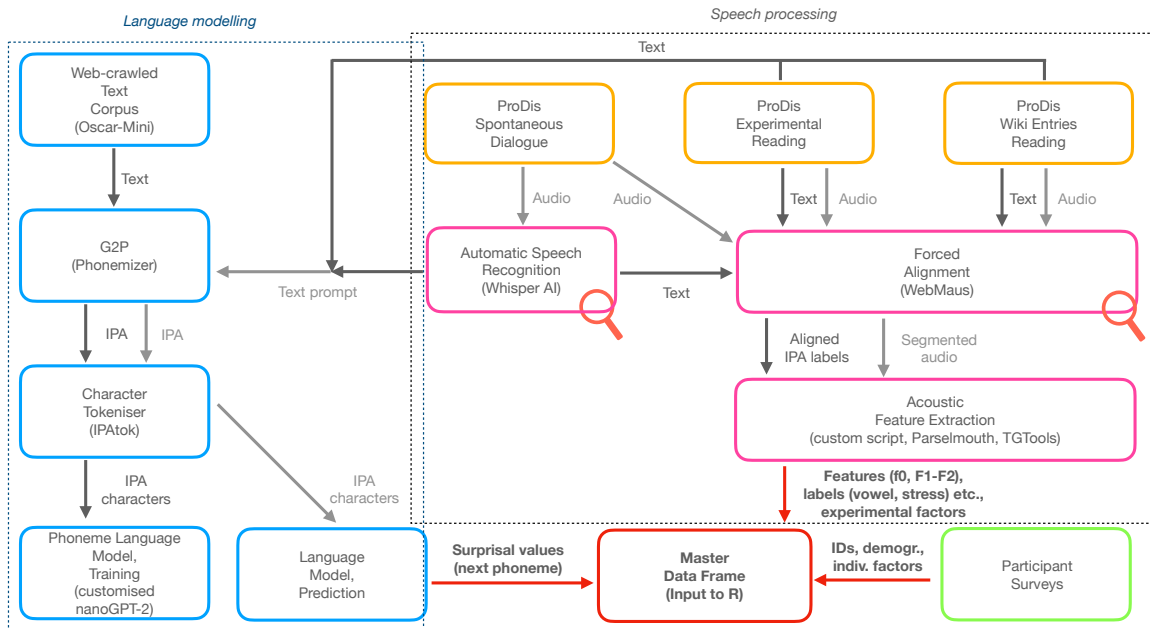 Language modelling
Speech processing
Text
Web-crawled
Text
Corpus
(Oscar-Mini)
ProDis
Spontaneous
Dialogue
ProDis
Experimental
Reading
ProDis
Wiki Entries
Reading
Text
Audio
Audio
Text
Audio
Text
Audio
G2P
(Phonemizer)
Text prompt
Automatic Speech
Recognition
(Whisper AI)
Text
Forced
Alignment
(WebMaus)
IPA
IPA
Aligned
IPA labels
Segmented
audio
Character
Tokeniser
(IPAtok)
Acoustic
Feature Extraction
(custom script, Parselmouth, TGTools)
IPA
characters
IPA
characters
Features (f0, F1-F2),
labels (vowel, stress) etc.,
experimental factors
Phoneme Language
Model,
Training
(customised
nanoGPT-2)
Language
Model,
Prediction
Surprisal values
(next phoneme)
Master
Data Frame
(Input to R)
IDs, demogr.,
indiv. factors
Participant
Surveys